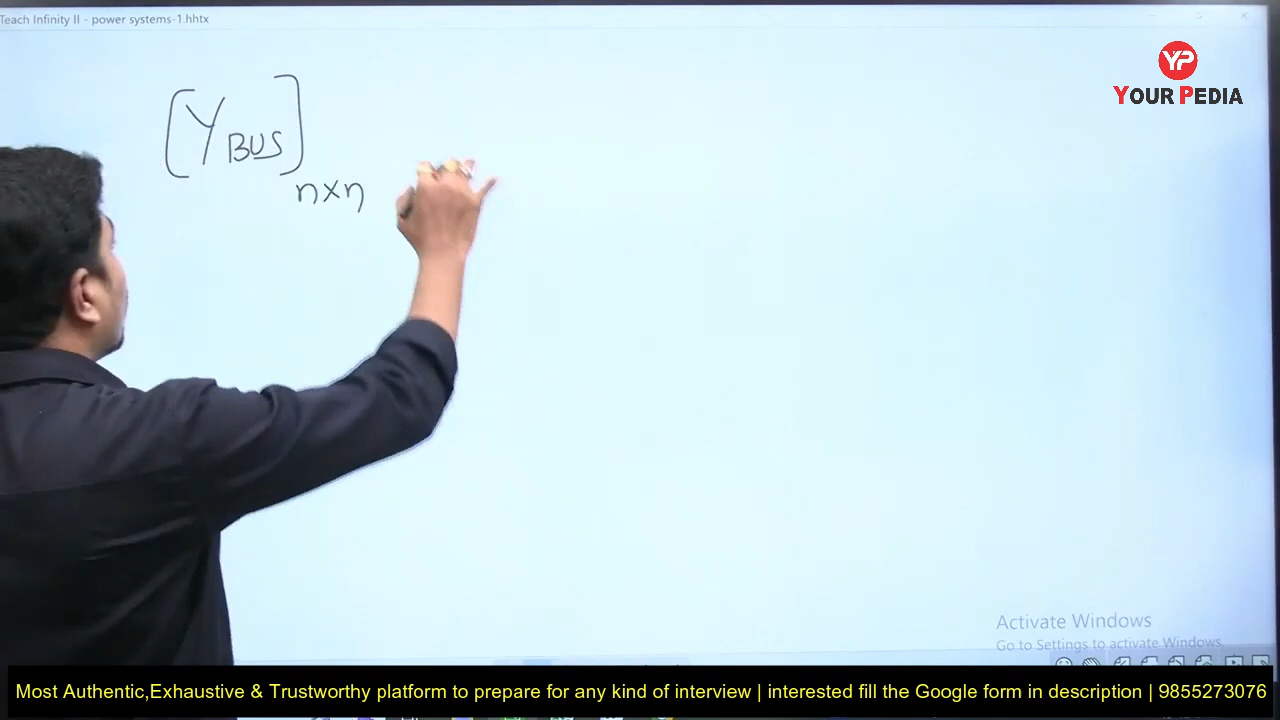 Teach Infinity II - power systems-1.hhtx
YP
YOUR PEDIA
[Y BUS] n×n
Activate Windows
Go to Settings to activate Windows.
Most Authentic,Exhaustive & Trustworthy platform to prepare for any kind of interview | interested fill the Google form in description | 9855273076